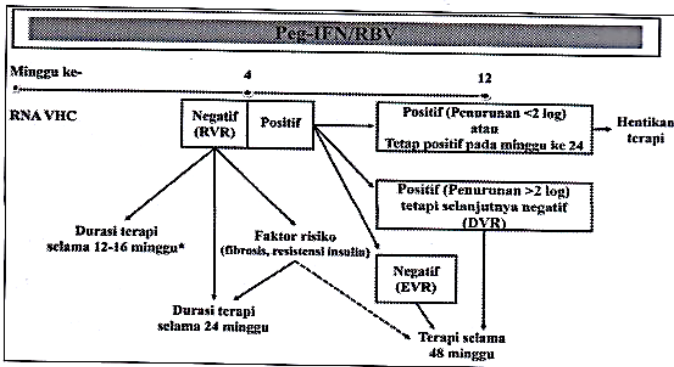 Peg-IFN/RBV
Minggu ke-
4
12
RNA VHC
Negatif
(RVR)
Positif
Positif (Penurunan <2 log)
atau
Tetap positif pada minggu ke 24
Hentikan
terapi
Positif (Penurunan >2 log)
tetapi selanjutnya negatif
(DVR)
Durasi terapi
selama 12-16 minggu*
Faktor risiko
(fibrosis, resistensi insulin)
Negatif
(EVR)
Durasi terapi
selama 24 minggu
Terapi selama
48 minggu